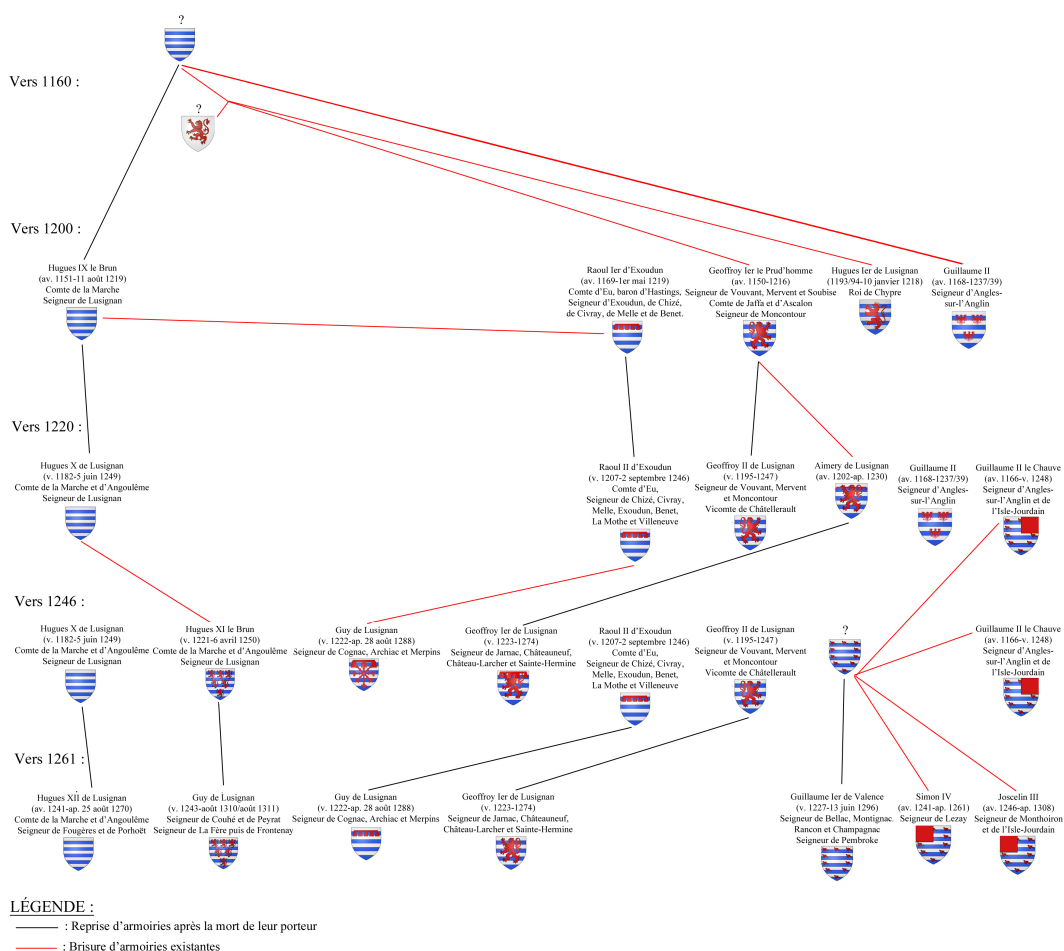 ?
Vers 1160 :
?
Vers 1200 :
Hugues IX le Brun
(av. 1151-11 août 1219)
Comte de la Marche
Seigneur de Lusignan
Raoul Ier d'Exoudun
(av. 1169-1er mai 1219)
Comte d'Eu, baron d'Hastings,
Seigneur d'Exoudun, de Chizé,
de Civray, de Melle et de Benet.
Geoffroy Ier le Prud'homme
(av. 1150-1216)
Seigneur de Vouvant, Mervent et Soubise
Comte de Jaffa et d'Ascalon
Seigneur de Moncontour
Hugues Ier de Lusignan
(1193/94-10 janvier 1218)
Roi de Chypre
Guillaume II
(av. 1168-1237/39)
Seigneur d'Angles-
sur-l'Anglin
Vers 1220 :
Hugues X de Lusignan
(v. 1182-5 juin 1249)
Comte de la Marche et d'Angoulême
Seigneur de Lusignan
Raoul II d'Exoudun
(v. 1207-2 septembre 1246)
Comte d'Eu,
Seigneur de Chizé, Civray,
Melle, Exoudun, Benet,
La Mothe et Villeneuve
Geoffroy II de Lusignan
(v. 1195-1247)
Seigneur de Vouvant, Mervent
et Moncontour
Vicomte de Châtellerault
Aimery de Lusignan
(av. 1202-ap. 1230)
Guillaume II
(av. 1168-1237/39)
Seigneur d'Angles-
sur-l'Anglin
Guillaume II le Chauve
(av. 1166-v. 1248)
Seigneur d'Angles-
sur-l'Anglin et de
l'Isle-Jourdain
Vers 1246 :
Hugues X de Lusignan
(v. 1182-5 juin 1249)
Comte de la Marche et d'Angoulême
Seigneur de Lusignan
Hugues XI le Brun
(v. 1221-6 avril 1250)
Comte de la Marche et d'Angoulême
Seigneur de Lusignan
Guy de Lusignan
(v. 1222-ap. 28 août 1288)
Seigneur de Cognac, Archiac et Merpins
Geoffroy Ier de Lusignan
(v. 1223-1274)
Seigneur de Jarnac, Châteauneuf,
Château-Larcher et Sainte-Hermine
Raoul II d'Exoudun
(v. 1207-2 septembre 1246)
Comte d'Eu,
Seigneur de Chizé, Civray,
Melle, Exoudun, Benet,
La Mothe et Villeneuve
Geoffroy II de Lusignan
(v. 1195-1247)
Seigneur de Vouvant, Mervent
et Moncontour
Vicomte de Châtellerault
?
Guillaume II le Chauve
(av. 1166-v. 1248)
Seigneur d'Angles-
sur-l'Anglin et de
l'Isle-Jourdain
Vers 1261 :
Hugues XII de Lusignan
(av. 1241-ap. 25 août 1270)
Comte de la Marche et d'Angoulême
Seigneur de Fougères et de Porhoët
Guy de Lusignan
(v. 1243-août 1310/août 1311)
Seigneur de Couhé et de Peyrat
Seigneur de La Fère puis de Frontenay
Guy de Lusignan
(v. 1222-ap. 28 août 1288)
Seigneur de Cognac, Archiac et Merpins
Geoffroy Ier de Lusignan
(v. 1223-1274)
Seigneur de Jarnac, Châteauneuf,
Château-Larcher et Sainte-Hermine
Guillaume Ier de Valence
(v. 1227-13 juin 1296)
Seigneur de Bellac, Montignac,
Rancon et Champagnac
Seigneur de Pembroke
Simon IV
(av. 1241-ap. 1261)
Seigneur de Lezay
Joscelin III
(av. 1246-ap. 1308)
Seigneur de Monthoiron
et de l'Isle-Jourdain
LÉGENDE :
: Reprise d'armoiries après la mort de leur porteur
: Brisure d'armoiries existantes